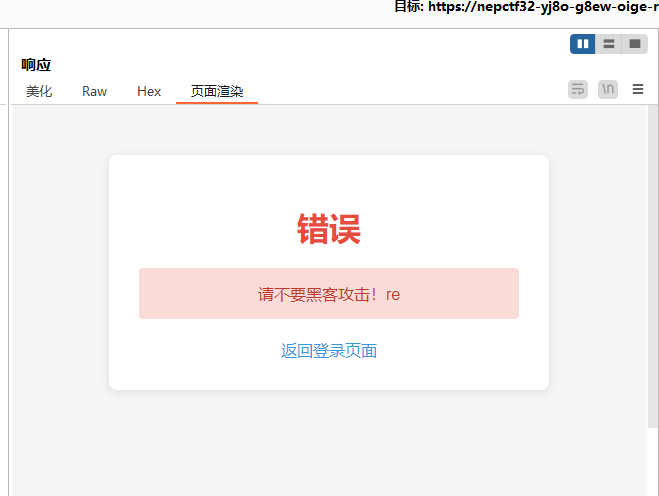 目标: https://nepctf32-yj8o-g8ew-oige-r
响应
美化 Raw Hex 页面渲染 \n
错误
请不要黑客攻击！re
返回登录页面